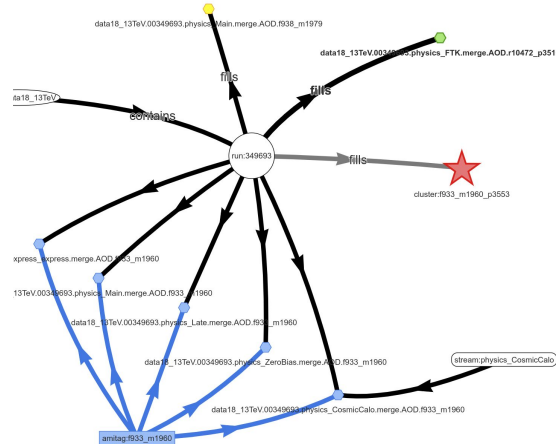 data18_13TeV.00349693.physics_Main.merge.AOD.f938_m1979
physics_FTK.merge.AOD.r10472_p351
fills
fills
ta18_13TeV
contains
run:349693
fills
cluster:f933_m1960_p3553
xpress_express.merge.AOD.f933_m1960
13TeV.00349693.physics_Main.merge.AOD.f933_m1960
data18_13TeV.00349693.physics_Late.merge.AOD.f933_m1960
data18_13TeV.00349693.physics_ZeroBias.merge.AOD.f933_m1960
stream:physics_CosmicCalo
data18_13TeV.00349693.physics_CosmicCalo.merge.AOD.f933_m1960
amitag:f933_m1960